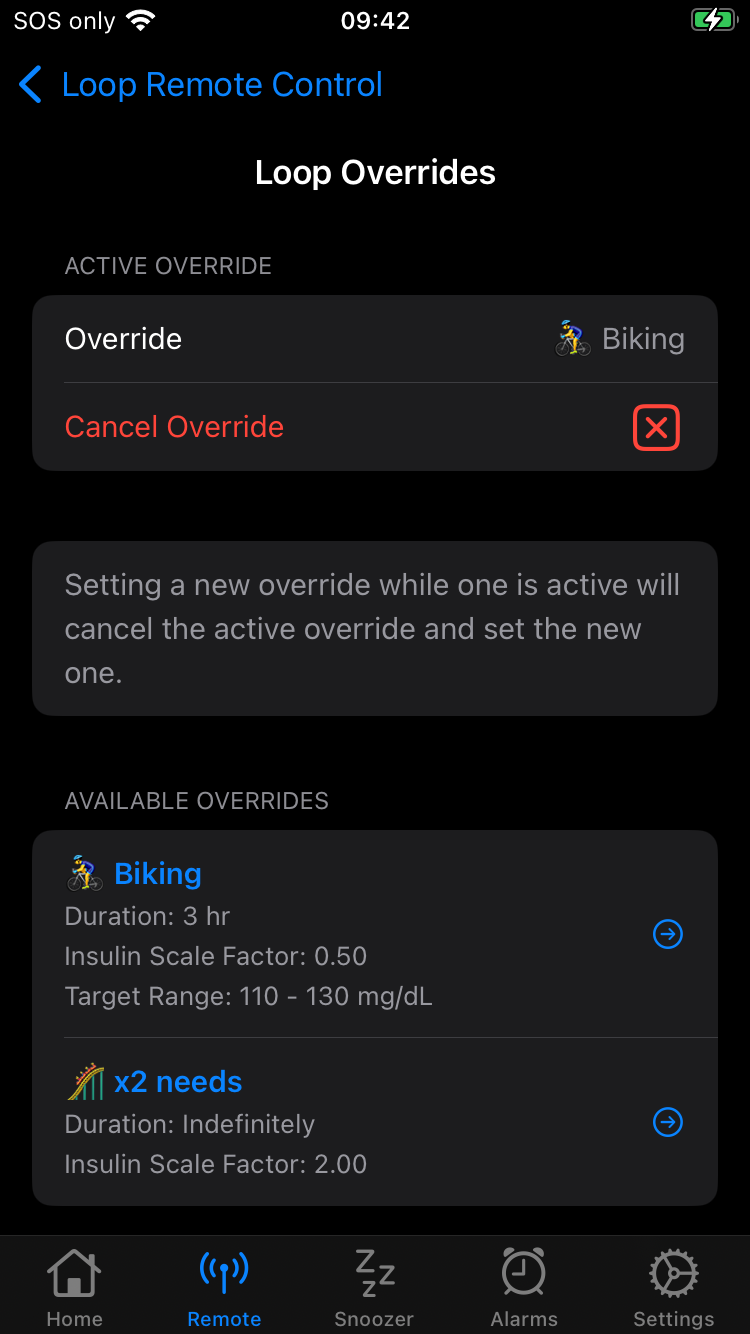 SOS only 09:42
Loop Remote Control
Loop Overrides
ACTIVE OVERRIDE
Override 🚴 Biking
Cancel Override
Setting a new override while one is active will
cancel the active override and set the new
one.
AVAILABLE OVERRIDES
🚴 Biking
Duration: 3 hr
Insulin Scale Factor: 0.50
Target Range: 110 - 130 mg/dL
🎢 x2 needs
Duration: Indefinitely
Insulin Scale Factor: 2.00
Home Remote Snoozer Alarms Settings